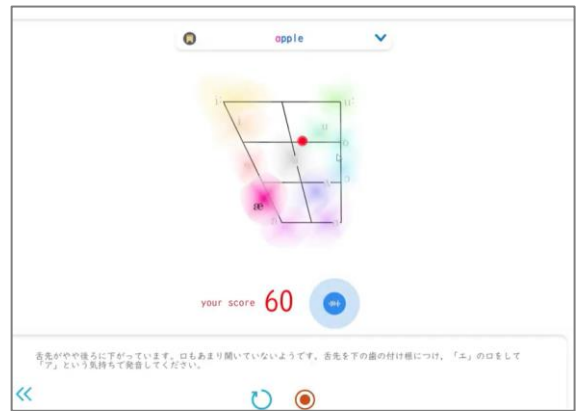 apple
i:
u:
i
u
æ
your score 60
舌先がやや後ろに下がっています。口もあまり開いていないようです。舌先を下の歯の付け根につけ、「エ」の口をして
「ア」という気持ちで発音してください。